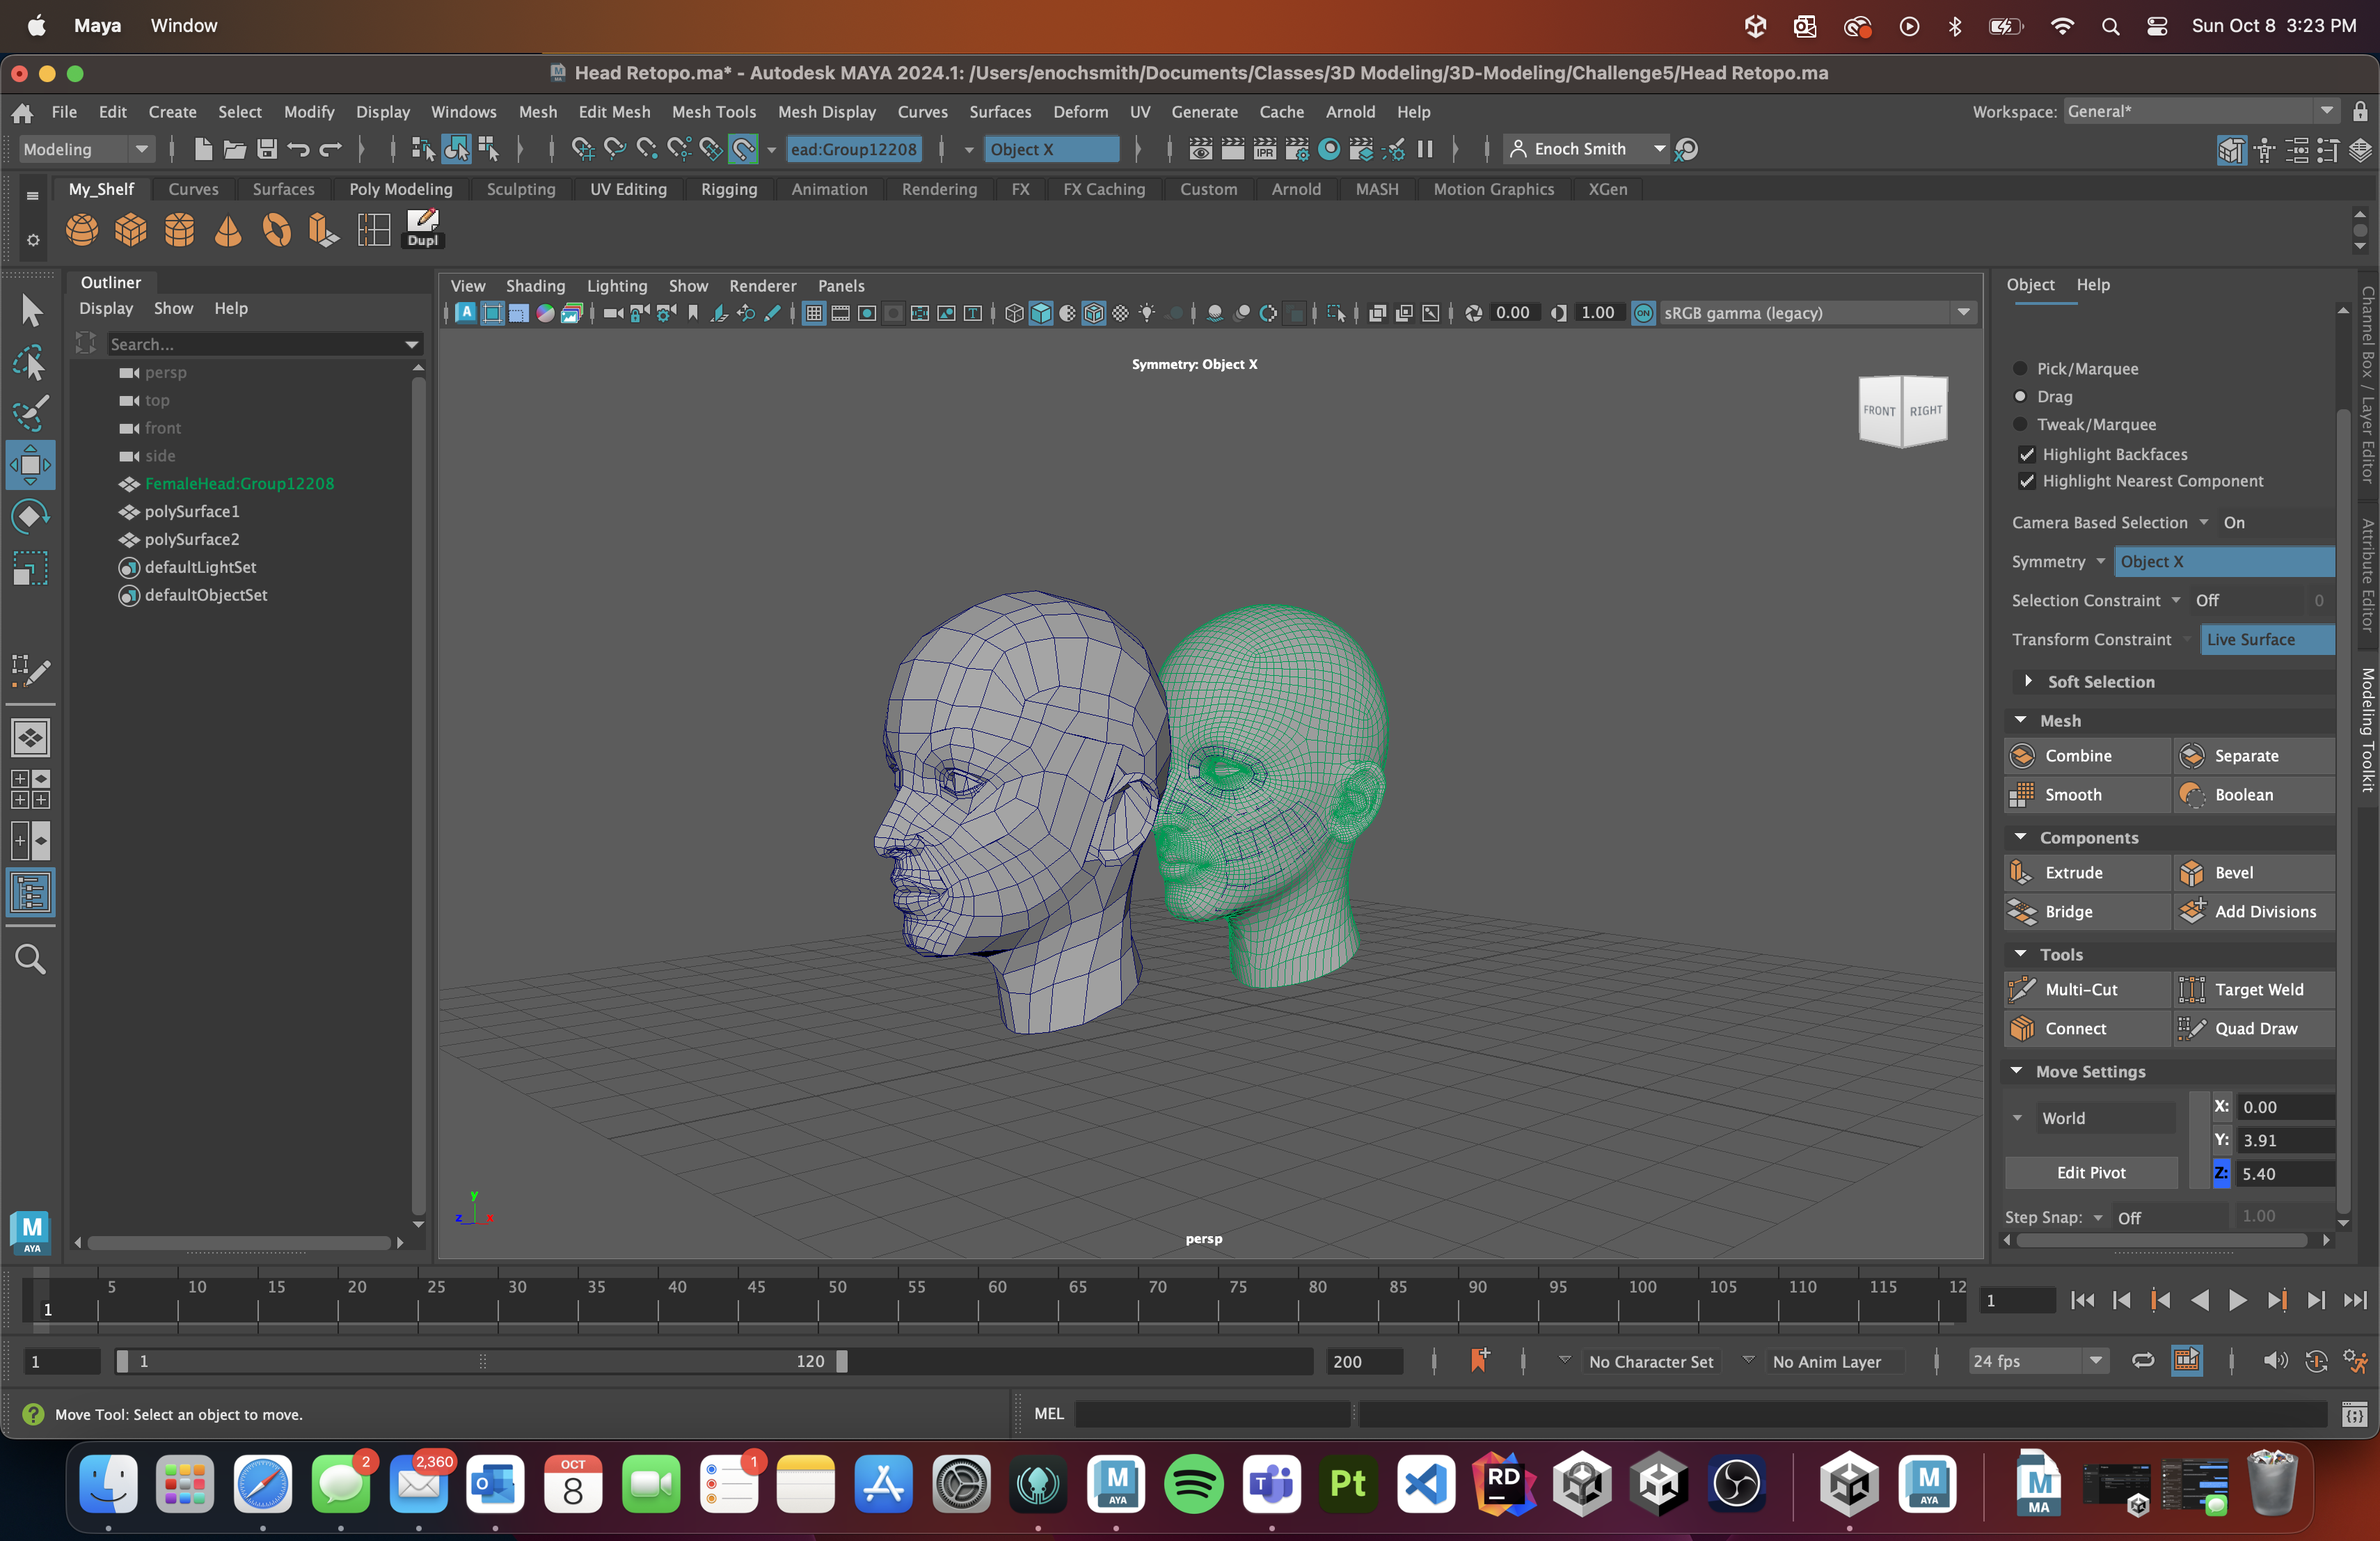 Maya Window Sun Oct 8 3:23 PM
Head Retopo.ma* - Autodesk MAYA 2024.1: /Users/enochsmith/Documents/Classes/3D Modeling/3D-Modeling/Challenge5/Head Retopo.ma
File Edit Create Select Modify Display Windows Mesh Edit Mesh Mesh Tools Mesh Display Curves Surfaces Deform UV Generate Cache Arnold Help Workspace: General*
Modeling ead:Group12208 Object X IPR Enoch Smith
My_Shelf Curves Surfaces Poly Modeling Sculpting UV Editing Rigging Animation Rendering FX FX Caching Custom Arnold MASH Motion Graphics XGen
Dupl
Outliner
Display Show Help
Search...
persp
top
front
side
FemaleHead:Group12208
polySurface1
polySurface2
defaultLightSet
defaultObjectSet
View Shading Lighting Show Renderer Panels
A T 0.00 1.00 ON sRGB gamma (legacy)
Symmetry: Object X
FRONT RIGHT
y
z x
persp
Object Help
Pick/Marquee
Drag
Tweak/Marquee
Highlight Backfaces
Highlight Nearest Component
Camera Based Selection On
Symmetry Object X
Selection Constraint Off 0
Transform Constraint Live Surface
Soft Selection
Mesh
Combine Separate
Smooth Boolean
Components
Extrude Bevel
Bridge Add Divisions
Tools
Multi-Cut Target Weld
Connect Quad Draw
Move Settings
World
X: 0.00
Y: 3.91
Edit Pivot Z: 5.40
Step Snap: Off 1.00
Channel Box / Layer Editor
Attribute Editor
Modeling Toolkit
M
AYA
5 10 15 20 25 30 35 40 45 50 55 60 65 70 75 80 85 90 95 100 105 110 115 12
1 1
1 1 120 200 No Character Set No Anim Layer 24 fps
Move Tool: Select an object to move. MEL
2 2,360 OCT 8 1 M AYA T Pt RD M AYA M MA